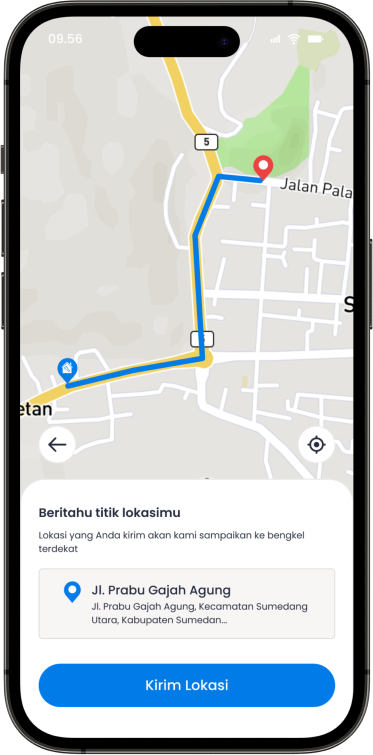 09.56
5
Jalan Pala
S
etan
Beritahu titik lokasimu
Lokasi yang Anda kirim akan kami sampaikan ke bengkel
terdekat
Jl. Prabu Gajah Agung
Jl. Prabu Gajah Agung, Kecamatan Sumedang
Utara, Kabupaten Sumedan...
Kirim Lokasi